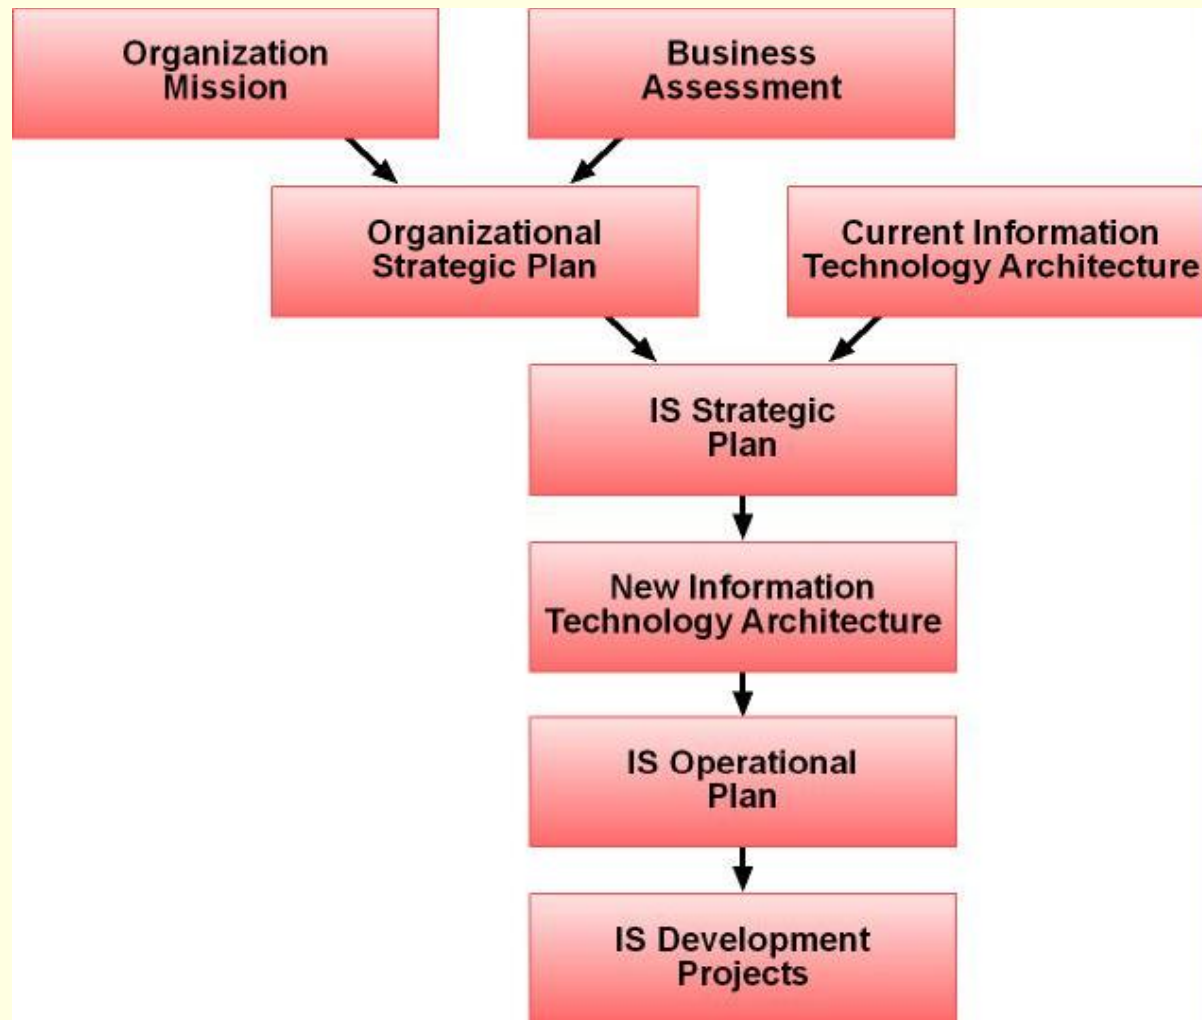 Organization
Mission
Business
Assessment
Organizational
Strategic Plan
Current Information
Technology Architecture
IS Strategic
Plan
New Information
Technology Architecture
IS Operational
Plan
IS Development
Projects